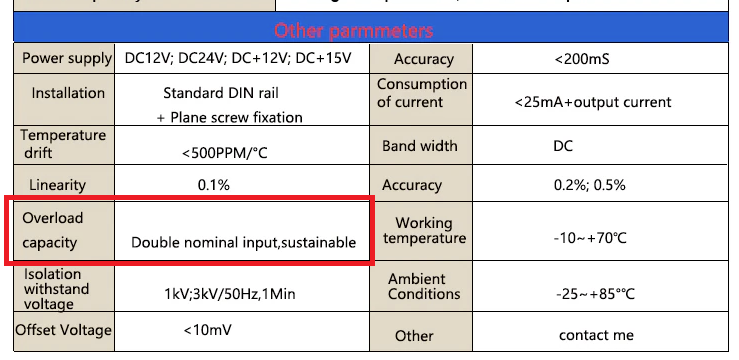 Other parmmeters
Power supply DC12V; DC24V; DC+12V; DC+15V Accuracy <200mS
Installation Standard DIN rail
+ Plane screw fixation
Consumption
of current <25mA+output current
Temperature
drift <500PPM/°C Band width DC
Linearity 0.1% Accuracy 0.2%; 0.5%
Overload
capacity Double nominal input,sustainable
Working
temperature -10~+70℃
Isolation
withstand
voltage 1kV;3kV/50Hz,1Min
Ambient
Conditions -25~+85°℃
Offset Voltage <10mV Other contact me